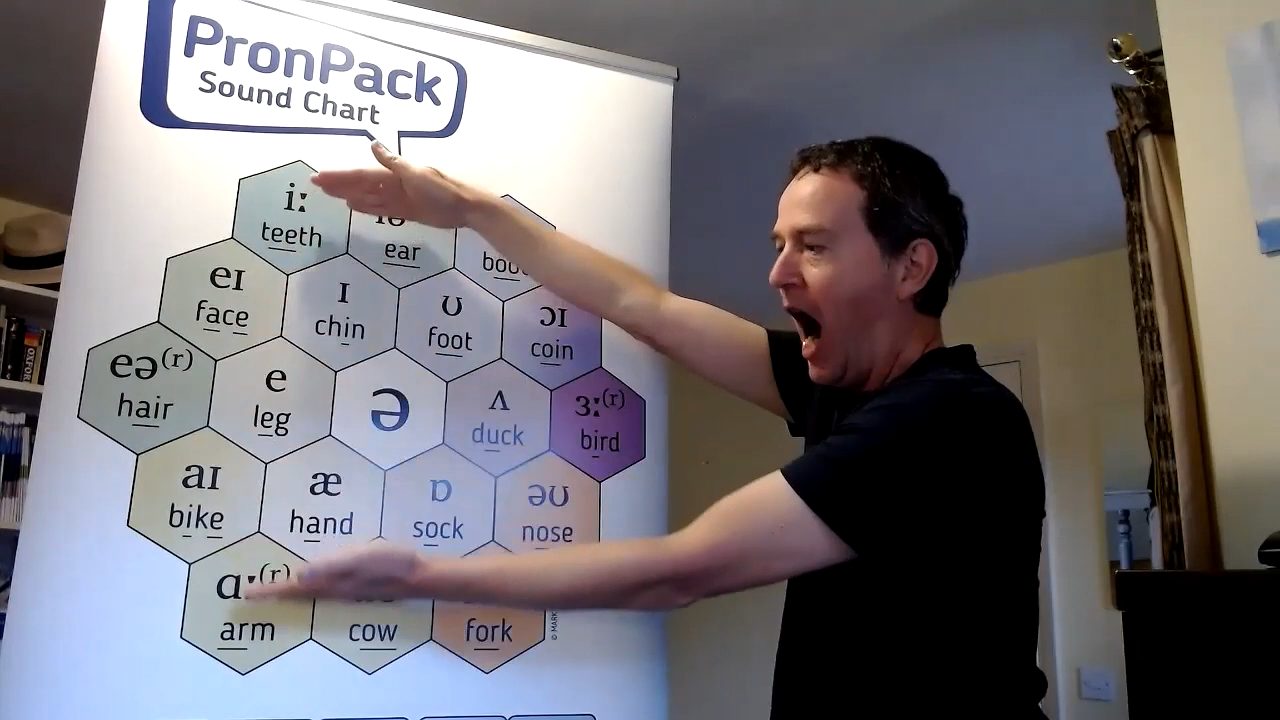 PronPack
Sound Chart
iː
teeth
ear
eɪ
face
ɪ
chin
ʊ
foot
ɔɪ
coin
eə(r)
hair
e
leg
ə
ʌ
duck
ɜː(r)
bird
aɪ
bike
æ
hand
ɒ
sock
əʊ
nose
ɑː(r)
arm
cow
fork